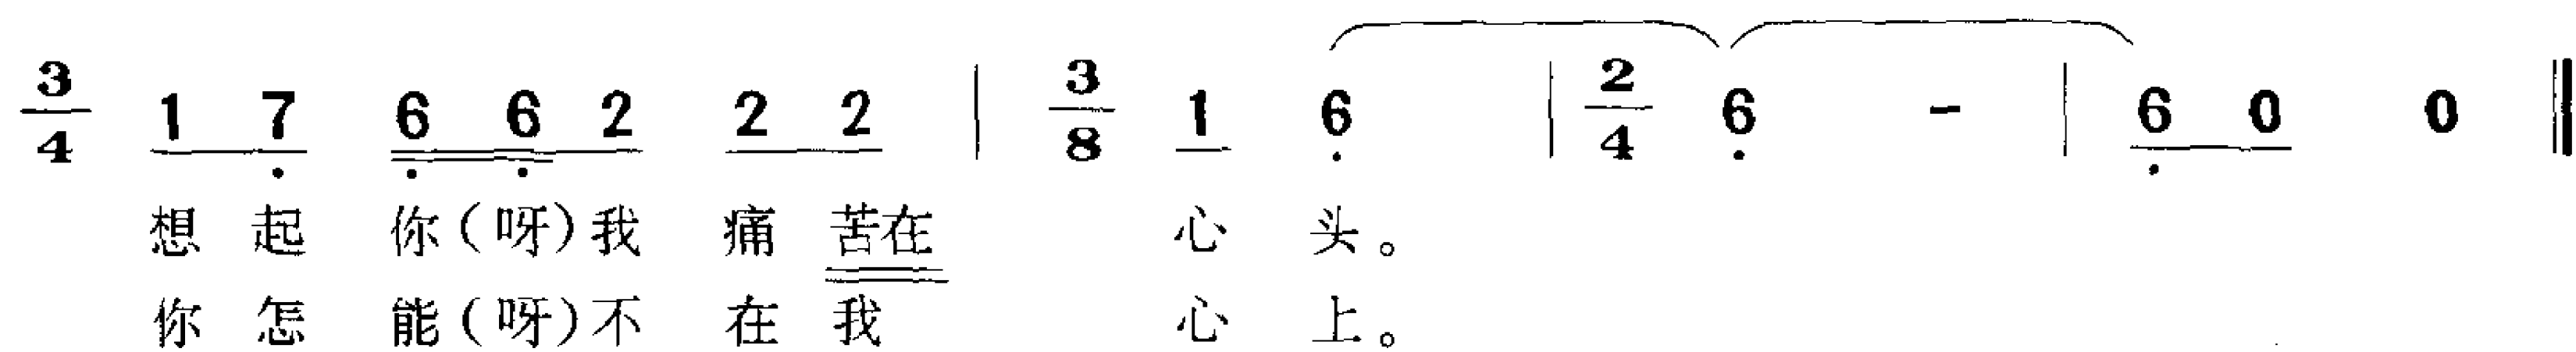 3/4 1 7 6 6 2 2 2 | 3/8 1 6 | 2/4 6 - | 6 0 0 ‖
想 起 你(呀)我 痛 苦在 心 头。
你 怎 能(呀)不 在 我 心 上。